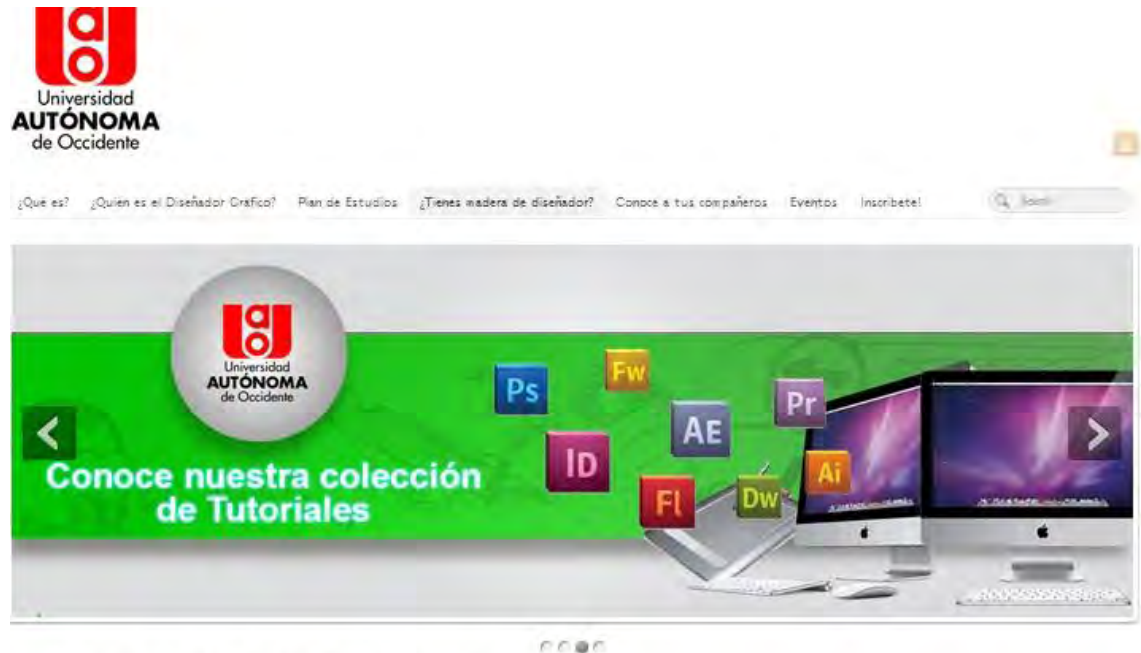 Universidad
AUTÓNOMA
de Occidente
¿Qué es? ¿Quien es el Diseñador Gráfico? Plan de Estudios ¿Tienes madera de diseñador? Conoce a tus compañeros Eventos Inscribete!
Universidad
AUTÓNOMA
de Occidente
Conoce nuestra colección
de Tutoriales
Ps
Fw
AE
Pr
ID
Fl
Dw
Ai